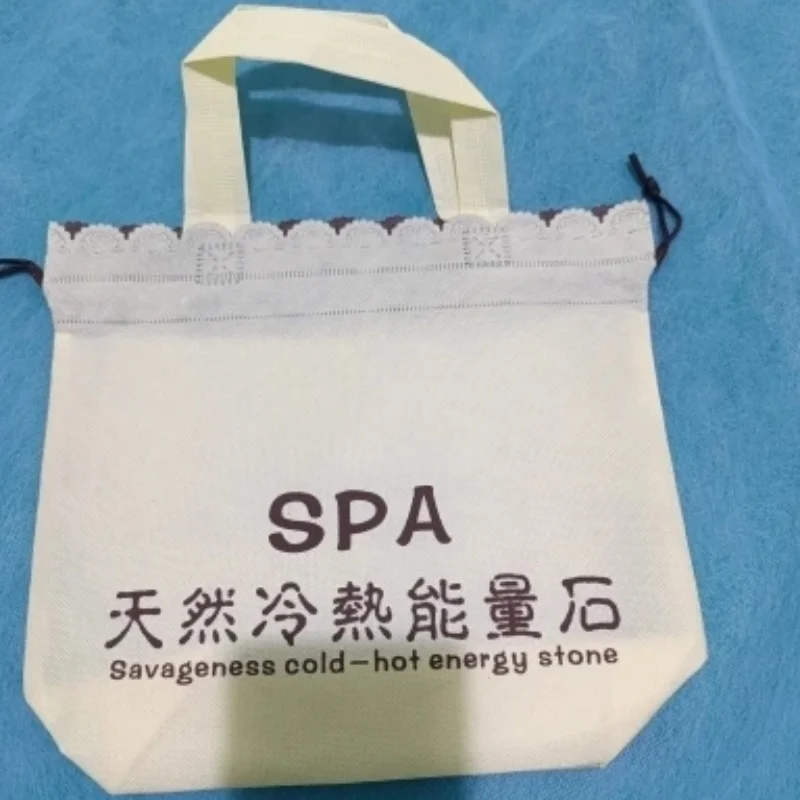 SPA
天然冷熱能量石
Savageness cold-hot energy stone